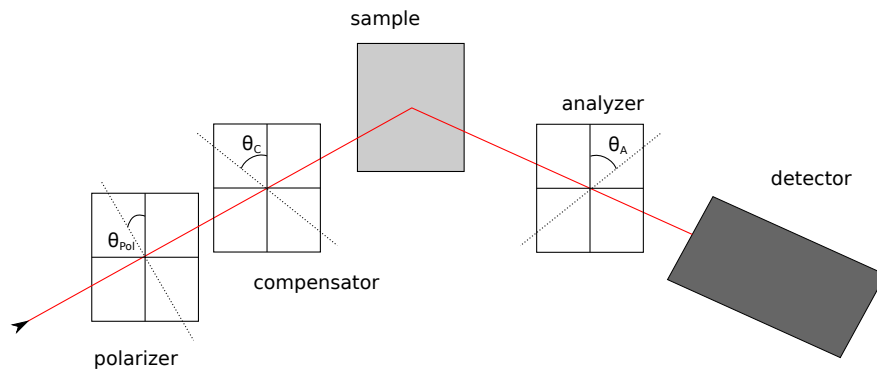 sample
analyzer
θC
θA
detector
θPol
compensator
polarizer